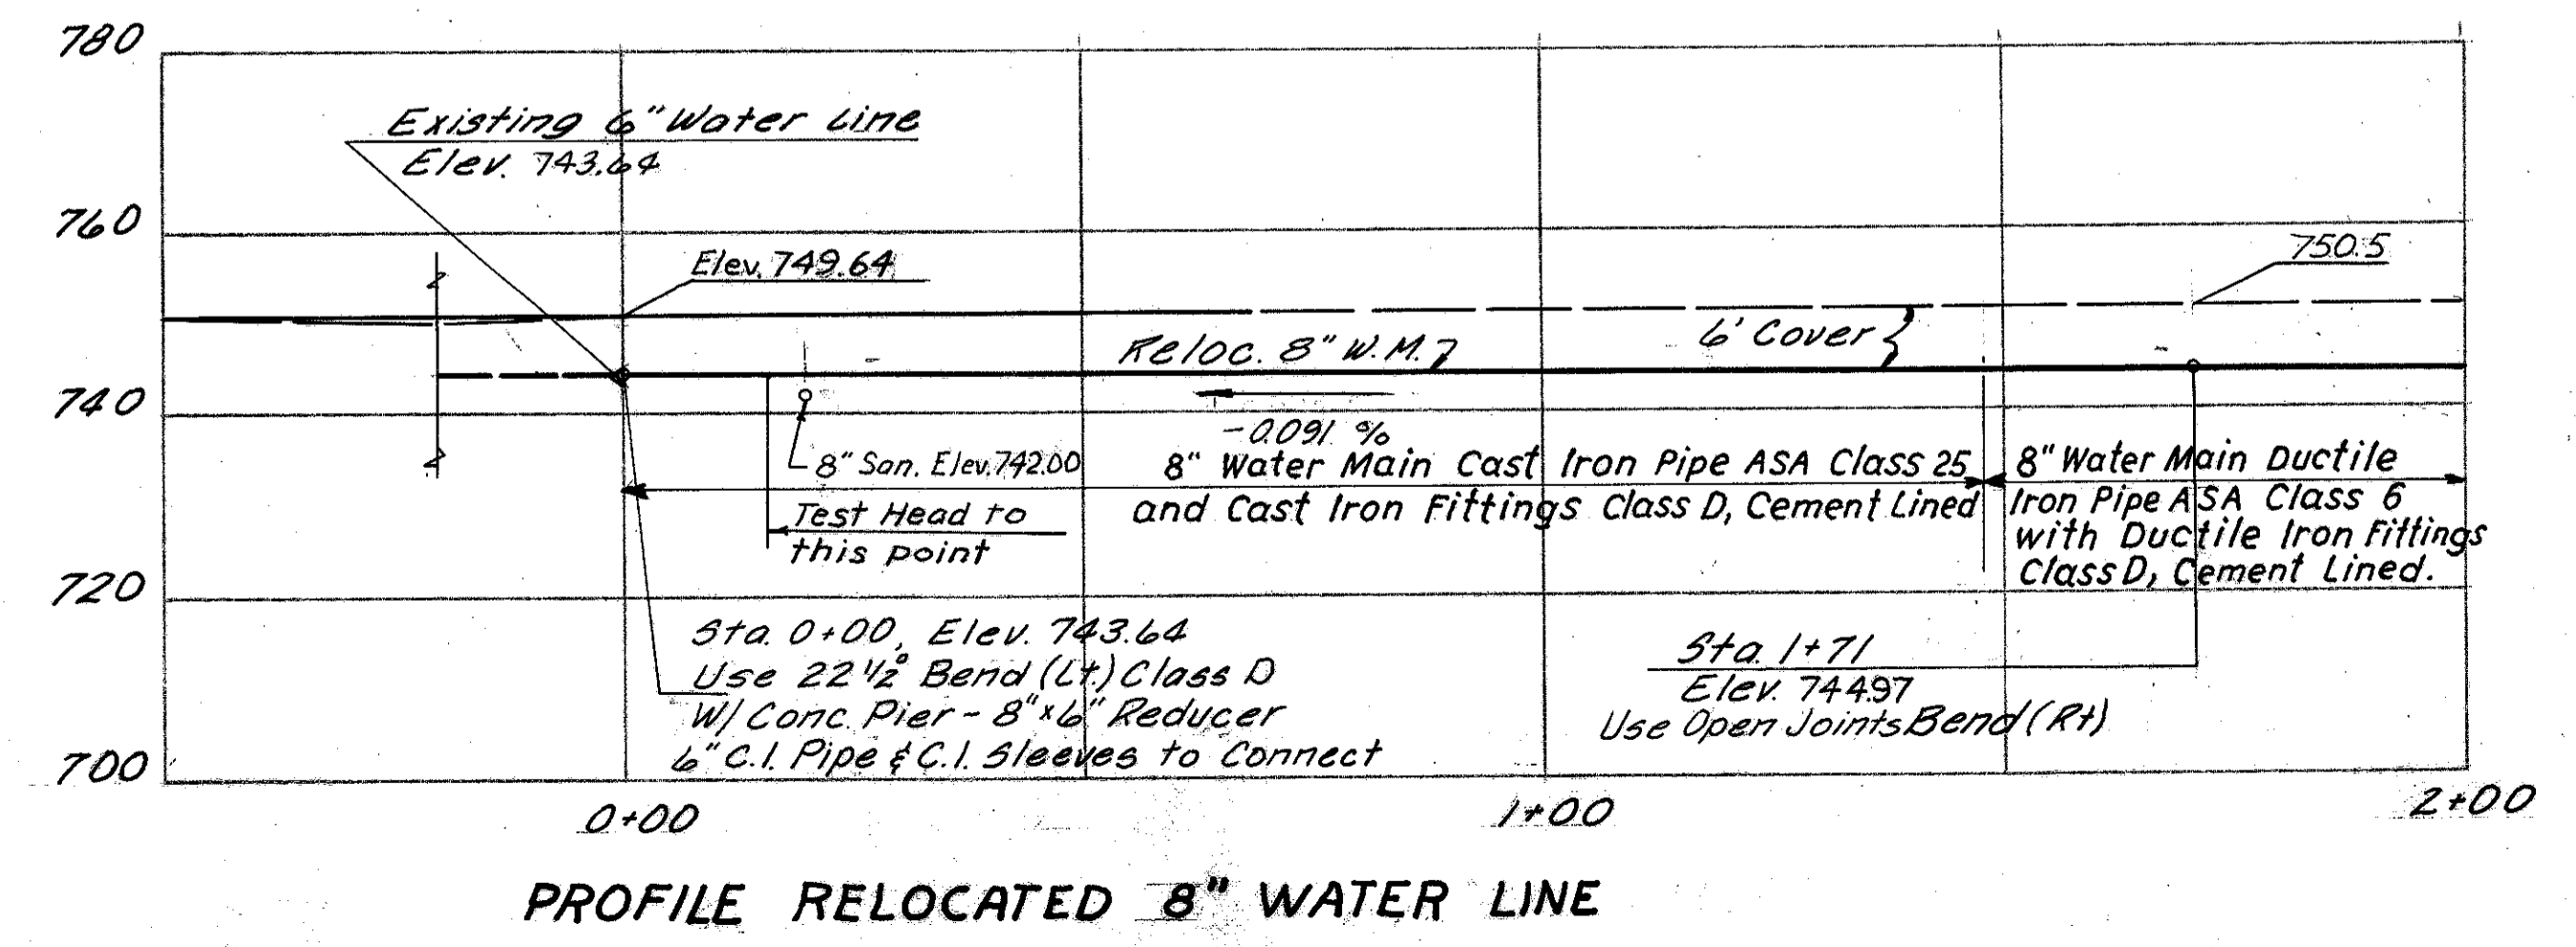 780
Existing 6" Water Line
Elev. 743.64
760
Elev. 749.64
750.5
6' Cover
Reloc. 8" W.M.
740
-0.091 %
8" San. Elev. 742.00
8" Water Main Cast Iron Pipe ASA Class 25
and Cast Iron Fittings Class D, Cement Lined
8" Water Main Ductile
Iron Pipe ASA Class 6
with Ductile Iron Fittings
Class D, Cement Lined.
Test Head to
this point
720
Sta. 0+00, Elev. 743.64
Use 22 1/2° Bend (Lt.) Class D
W/ Conc. Pier - 8" x 6" Reducer
6" C.I. Pipe & C.I. Sleeves to Connect
Sta. 1+71
Elev. 744.97
Use Open Joints Bend (Rt)
700
0+00
1+00
2+00
PROFILE RELOCATED 8" WATER LINE